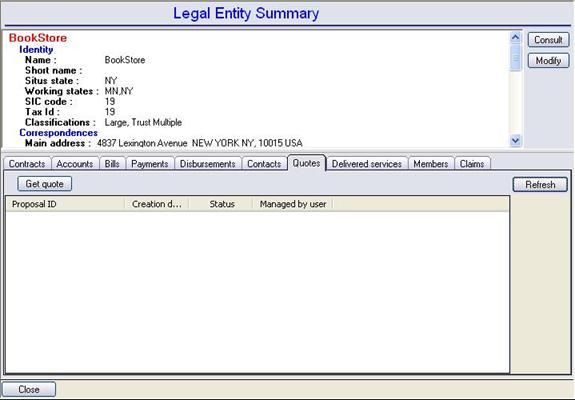 Legal Entity Summary
BookStore
Consult
Identity
Name : BookStore
Modify
Short name :
Situs state : NY
Working states : MN,NY
SIC code : 19
Tax Id : 19
Classifications : Large, Trust Multiple
Correspondences
Main address : 4837 Lexington Avenue NEW YORK NY, 10015 USA
Contracts Accounts Bills Payments Disbursements Contacts Quotes Delivered services Members Claims
Get quote Refresh
Proposal ID Creation d... Status Managed by user
Close